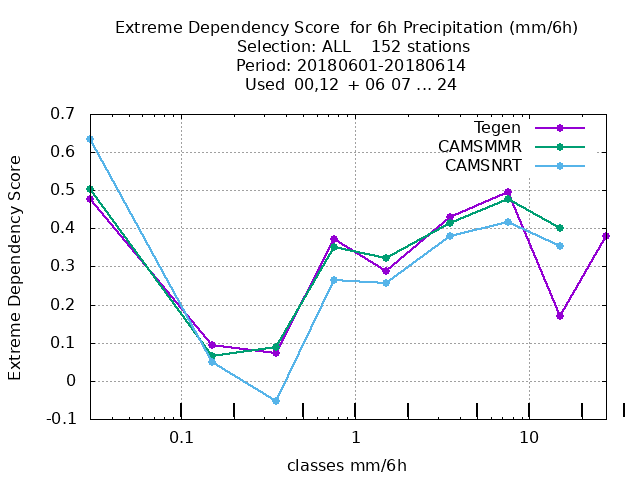 Extreme Dependency Score  for 6h Precipitation (mm/6h)
Selection: ALL    152 stations
Period: 20180601-20180614
Used  00,12  + 06 07 ... 24
Tegen
CAMSMMR
CAMSNRT
Extreme Dependency Score
0.7
0.6
0.5
0.4
0.3
0.2
0.1
0
-0.1
0.1
1
10
classes mm/6h